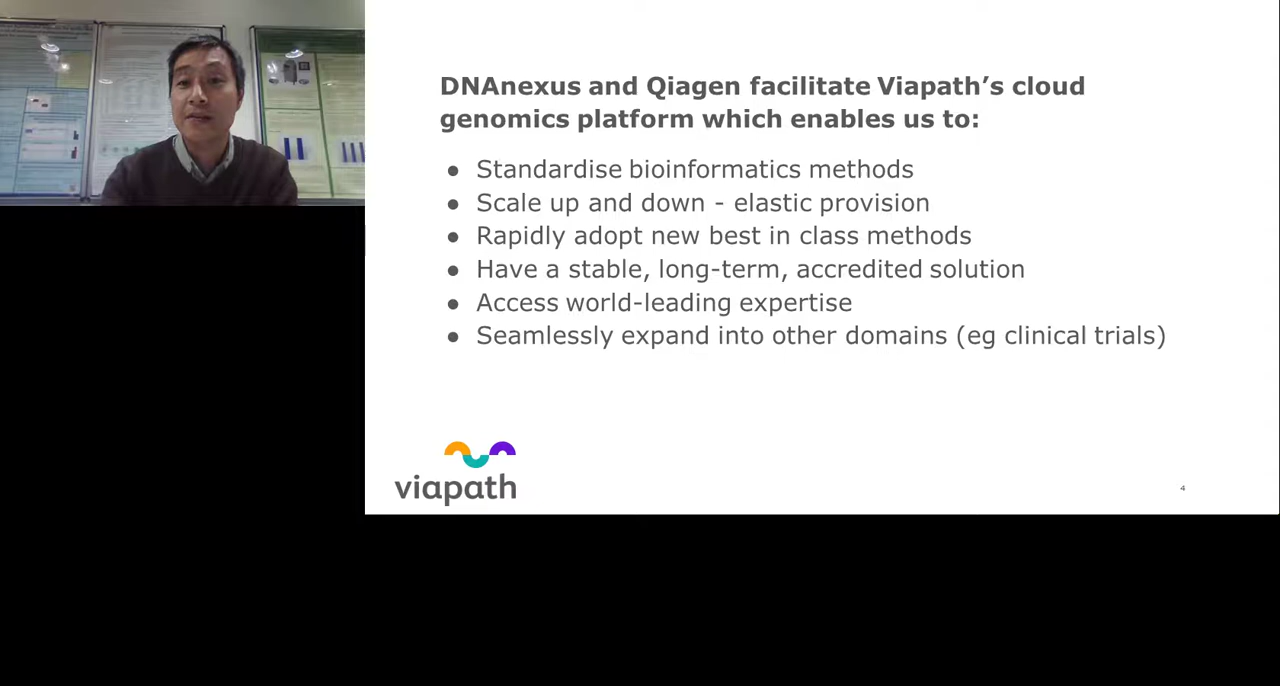 DNAnexus and Qiagen facilitate Viapath’s cloud
genomics platform which enables us to:
● Standardise bioinformatics methods
● Scale up and down - elastic provision
● Rapidly adopt new best in class methods
● Have a stable, long-term, accredited solution
● Access world-leading expertise
● Seamlessly expand into other domains (eg clinical trials)
viapath
4